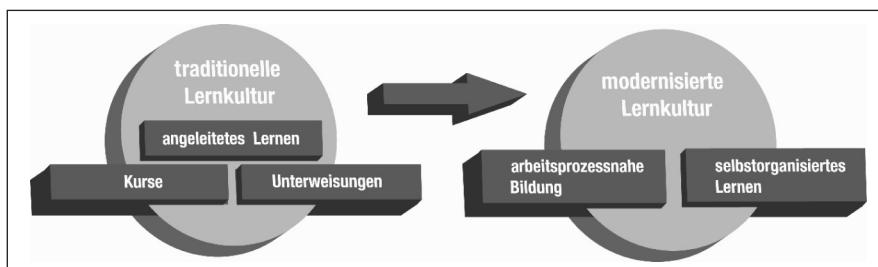 traditionelle
Lernkultur
angeleitetes Lernen
Kurse
Unterweisungen
modernisierte
Lernkultur
arbeitsprozessnahe
Bildung
selbstorganisiertes
Lernen